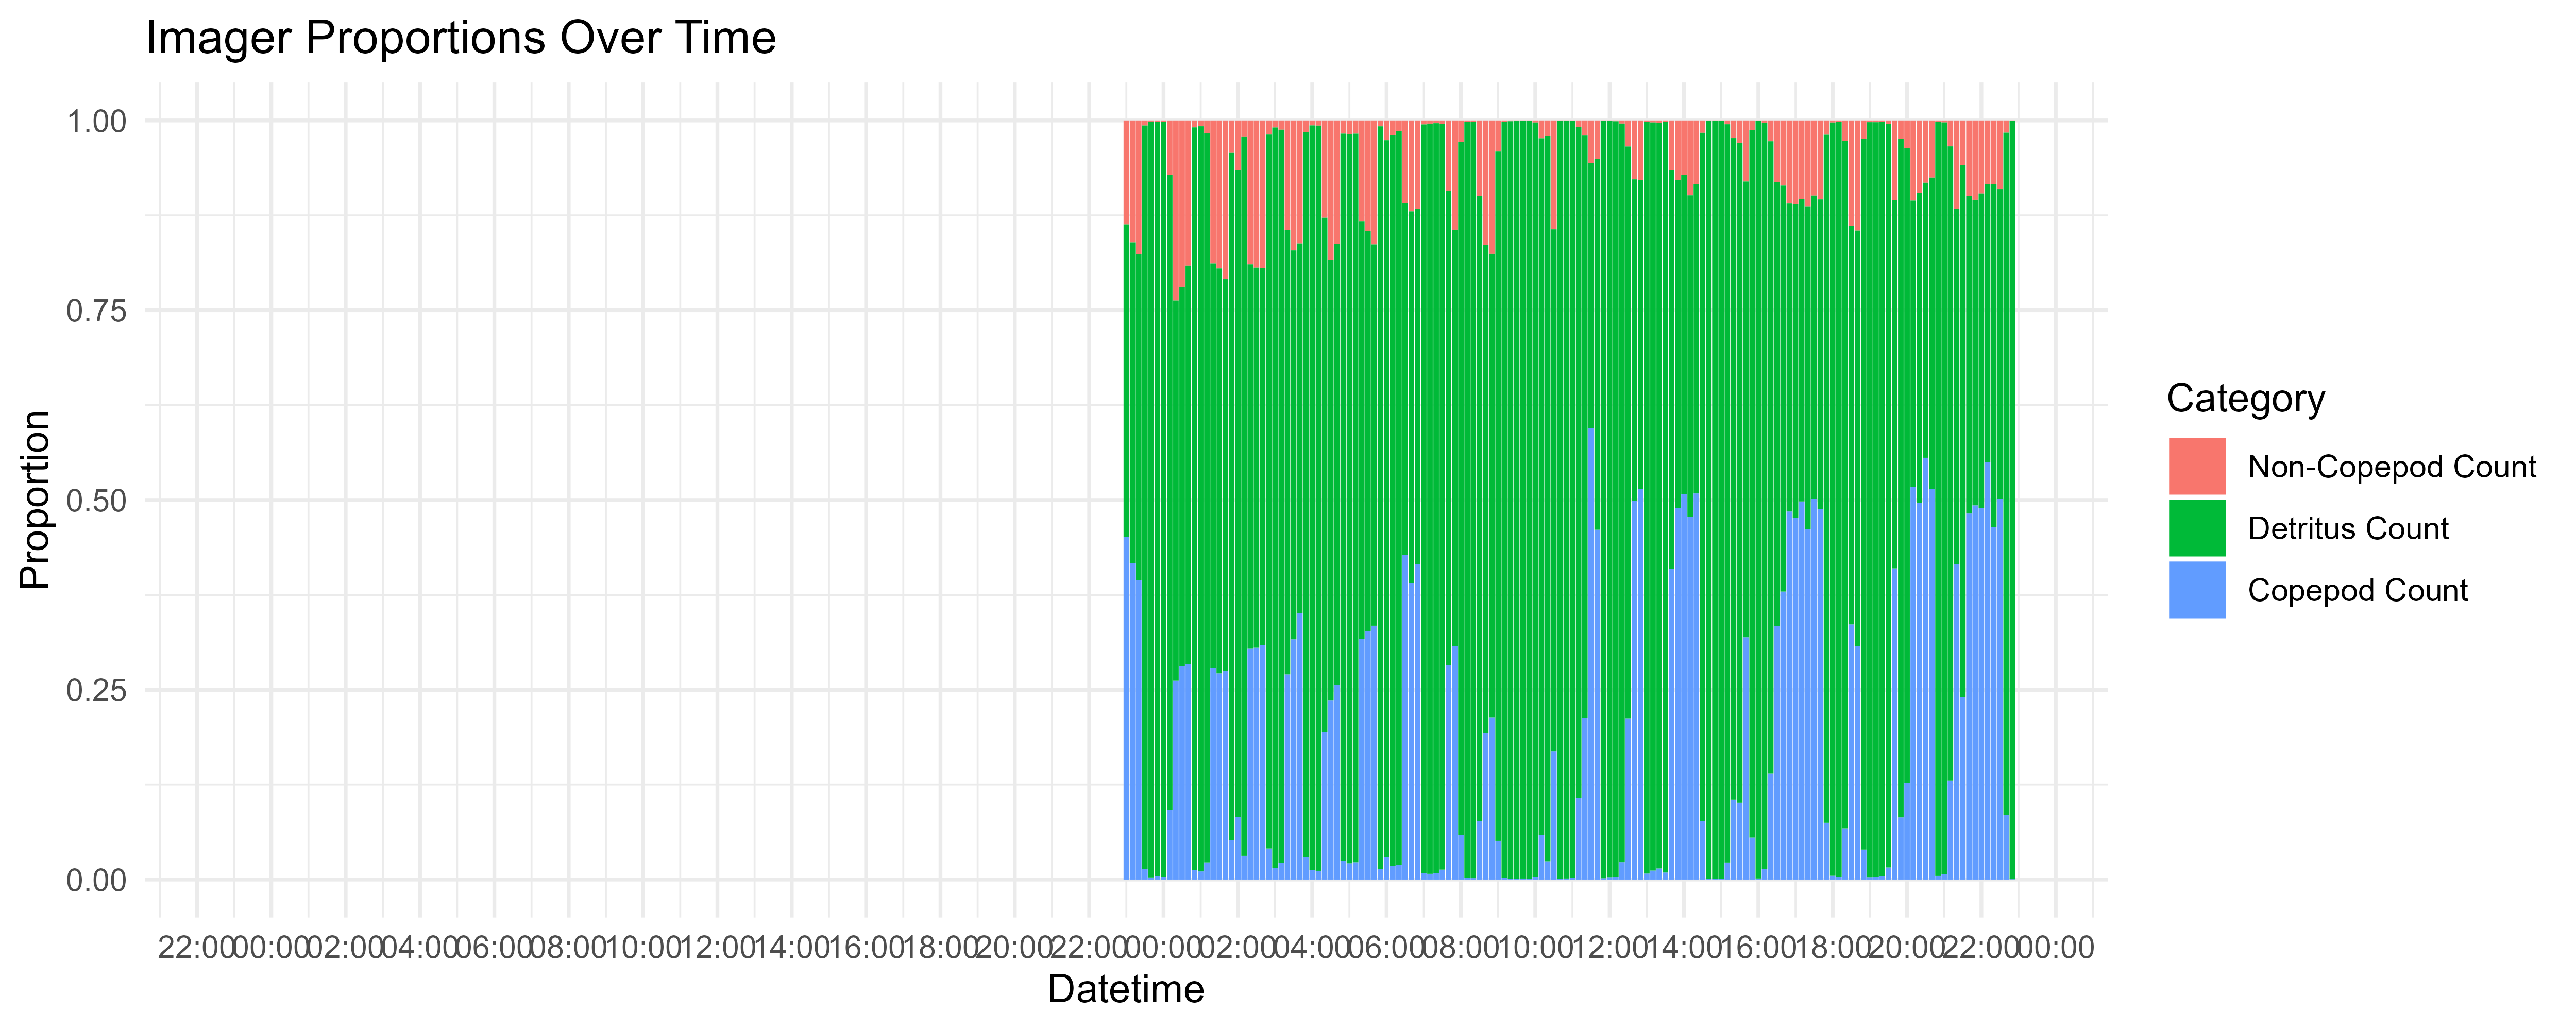 Imager Proportions Over Time
1.00
0.75
0.50
0.25
0.00
Proportion
22:00 00:00 02:00 04:00 06:00 08:00 10:00 12:00 14:00 16:00 18:00 20:00 22:00 00:00 02:00 04:00 06:00 08:00 10:00 12:00 14:00 16:00 18:00 20:00 22:00 00:00
Datetime
Category
Non-Copepod Count
Detritus Count
Copepod Count